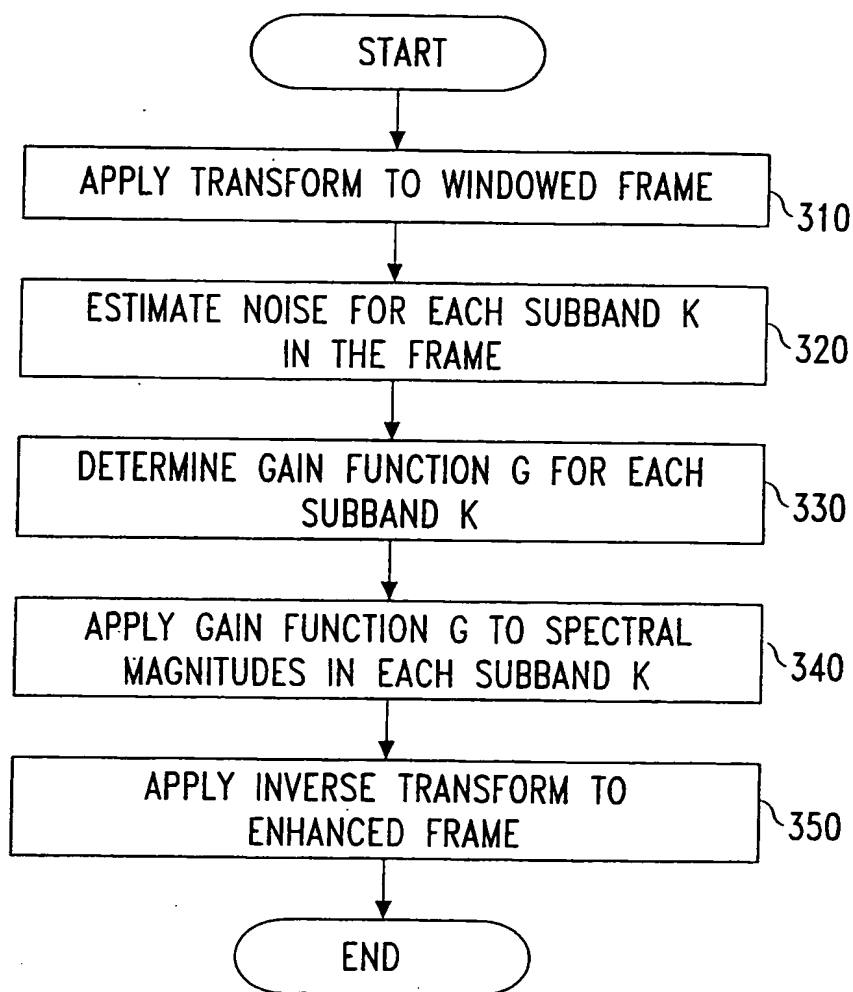 START
APPLY TRANSFORM TO WINDOWED FRAME
310
ESTIMATE NOISE FOR EACH SUBBAND K
IN THE FRAME
320
DETERMINE GAIN FUNCTION G FOR EACH
SUBBAND K
330
APPLY GAIN FUNCTION G TO SPECTRAL
MAGNITUDES IN EACH SUBBAND K
340
APPLY INVERSE TRANSFORM TO
ENHANCED FRAME
350
END